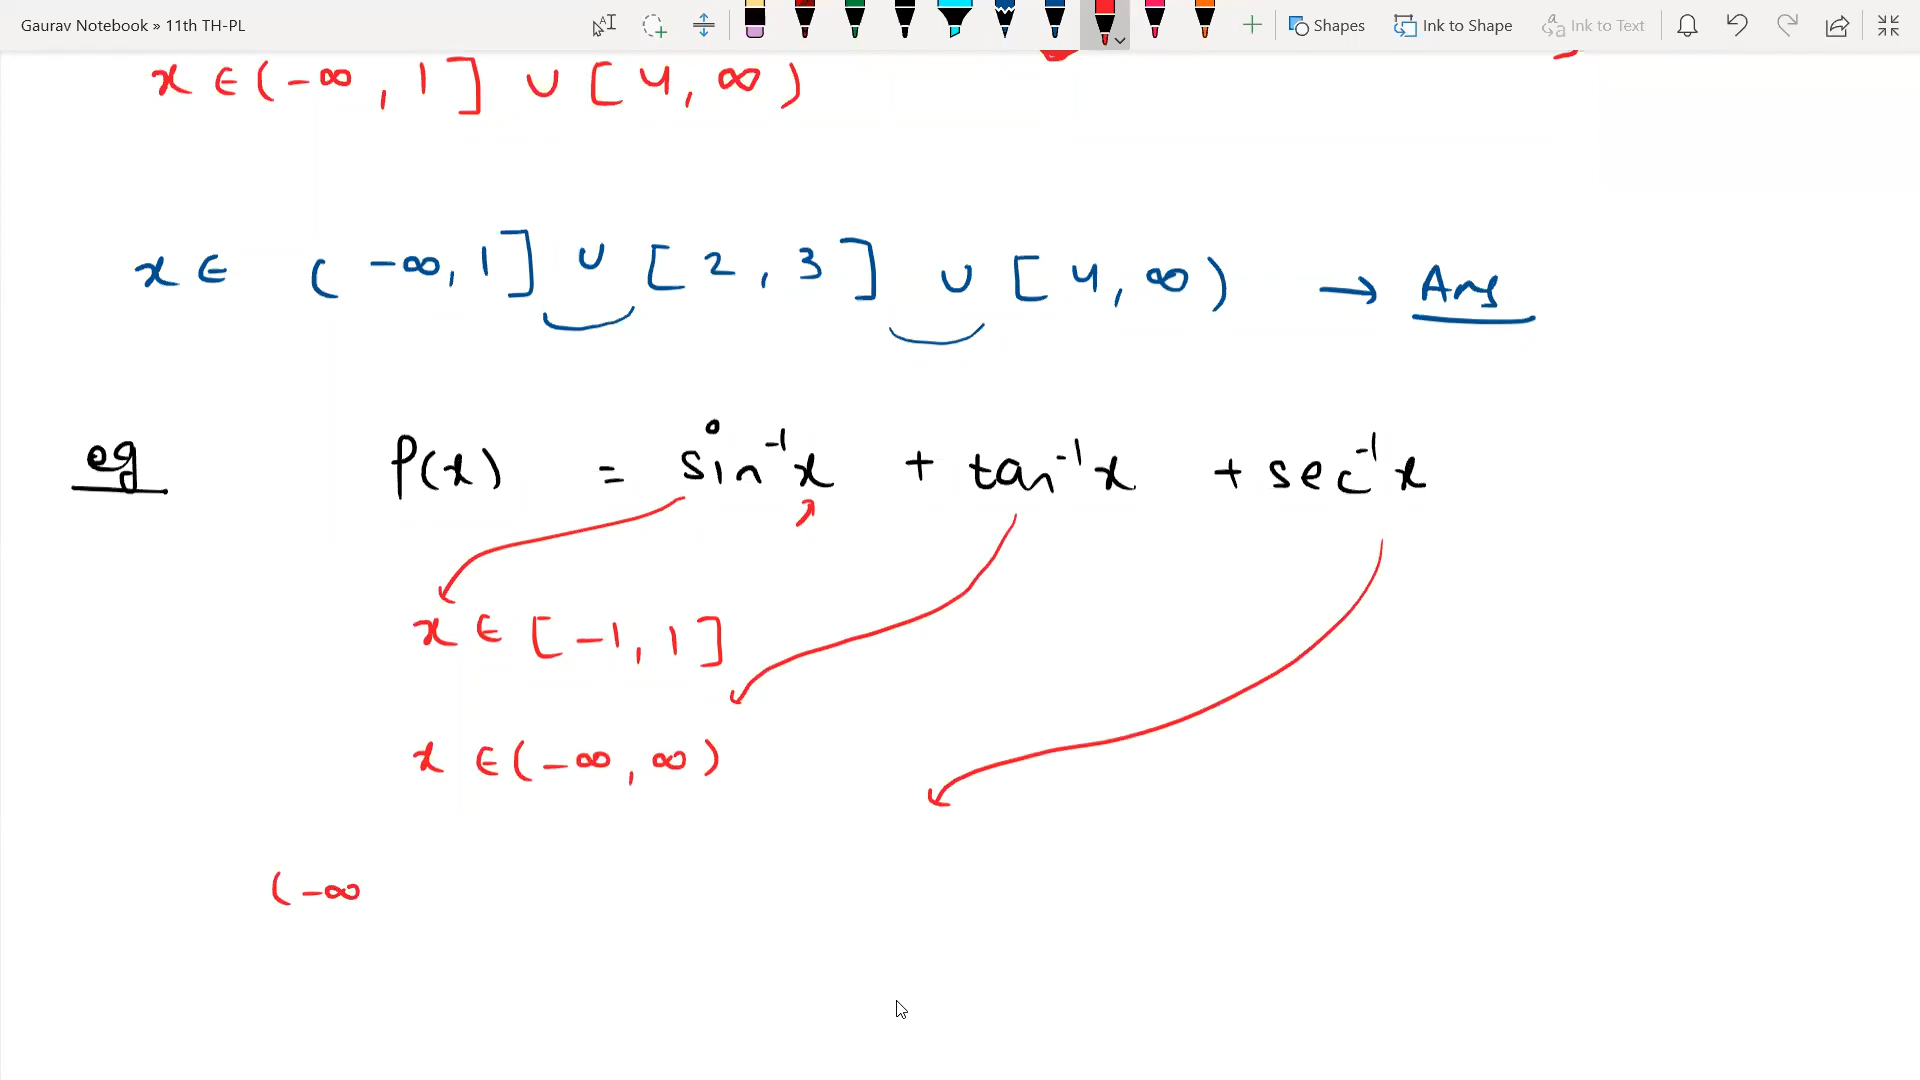 Gaurav Notebook » 11th TH-PL Shapes Ink to Shape Ink to Text
x ∈ (-∞, 1] ∪ [4, ∞)
x ∈ (-∞, 1] ∪ [2, 3] ∪ [4, ∞) → Ans
eg f(x) = sin⁻¹x + tan⁻¹x + sec⁻¹x
x ∈ [-1, 1]
x ∈ (-∞, ∞)
(-∞